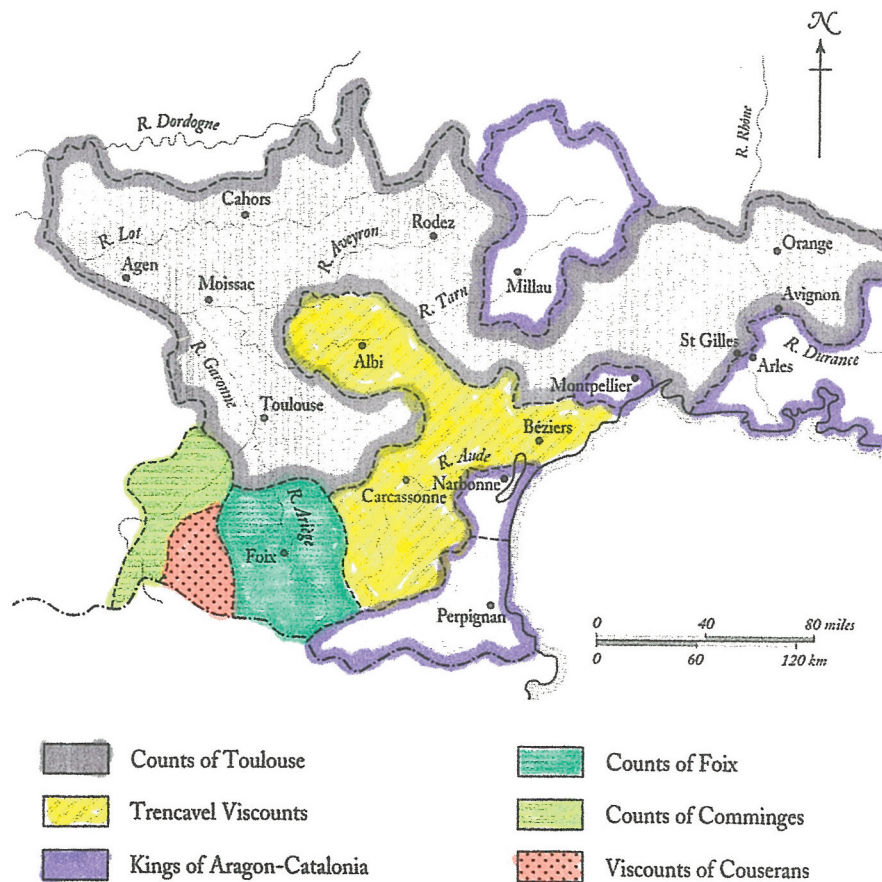 N
R. Dordogne
R. Rhône
Cahors
Rodez
R. Lot
R. Aveyron
Orange
Agen
Moissac
Millau
R. Tarn
Avignon
St Gilles
R. Durance
Albi
Arles
R. Garonne
Montpellier
Toulouse
Béziers
R. Aude
Narbonne
Carcassonne
R. Ariège
Foix
Perpignan
0 40 80 miles
0 60 120 km
Counts of Toulouse
Trencavel Viscounts
Kings of Aragon-Catalonia
Counts of Foix
Counts of Comminges
Viscounts of Couserans